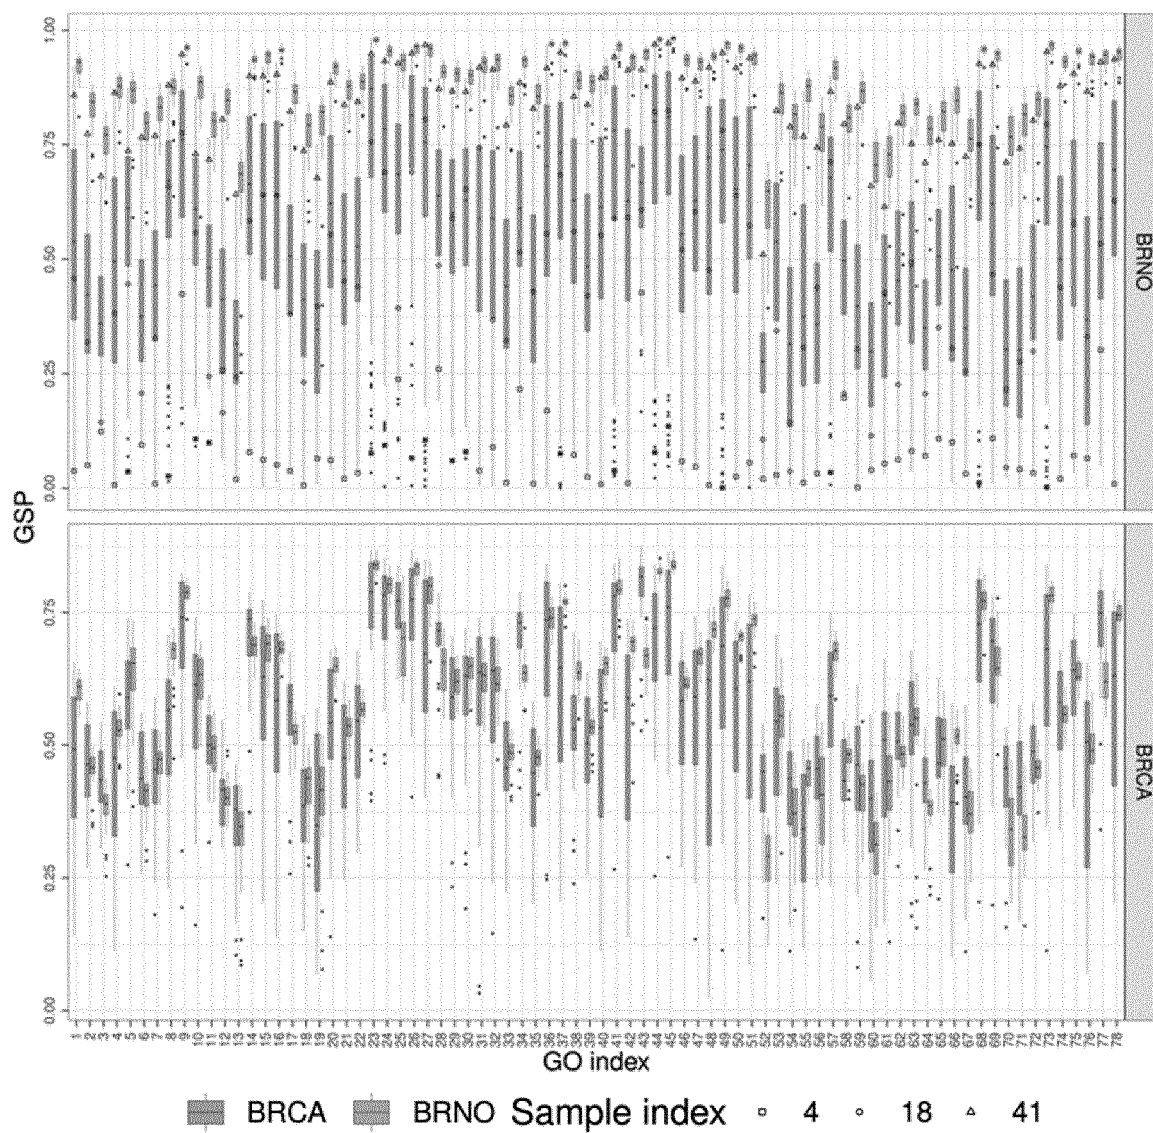 1.00
0.75
0.50
0.25
0.00
BRNO
GSP
0.75
0.50
0.25
0.00
BRCA
1 2 3 4 5 6 7 8 9 10 11 12 13 14 15 16 17 18 19 20 21 22 23 24 25 26 27 28 29 30 31 32 33 34 35 36 37 38 39 40 41 42 43 44 45 46 47 48 49 50 51 52 53 54 55 56 57 58 59 60 61 62 63 64 65 66 67 68 69 70 71 72 73 74 75 76 77 78
GO index
BRCA BRNO Sample index 4 18 41